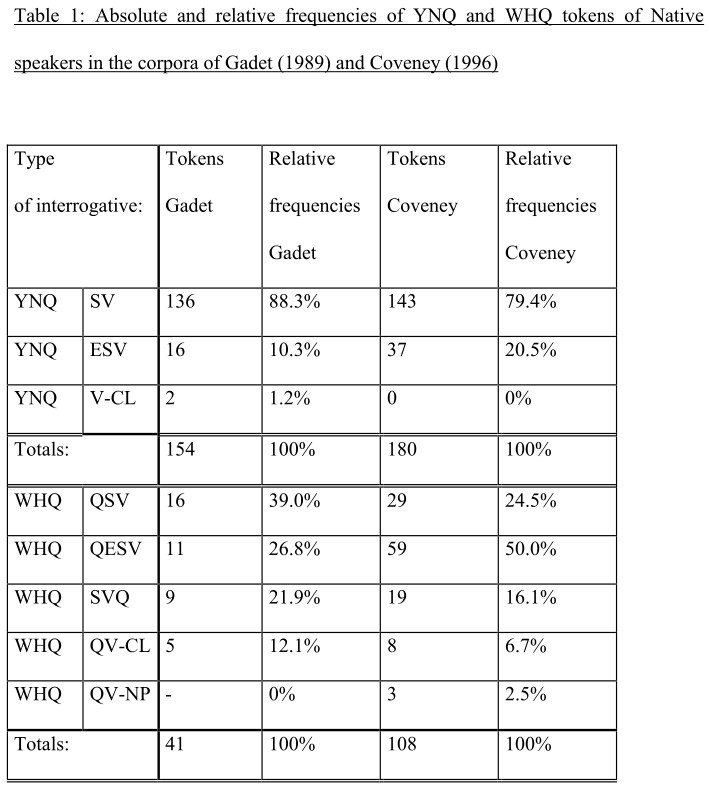 Table 1: Absolute and relative frequencies of YNQ and WHQ tokens of Native
speakers in the corpora of Gadet (1989) and Coveney (1996)
Type of interrogative: Tokens Gadet Relative frequencies Gadet Tokens Coveney Relative frequencies Coveney
YNQ SV 136 88.3% 143 79.4%
YNQ ESV 16 10.3% 37 20.5%
YNQ V-CL 2 1.2% 0 0%
Totals: 154 100% 180 100%
WHQ QSV 16 39.0% 29 24.5%
WHQ QESV 11 26.8% 59 50.0%
WHQ SVQ 9 21.9% 19 16.1%
WHQ QV-CL 5 12.1% 8 6.7%
WHQ QV-NP - 0% 3 2.5%
Totals: 41 100% 108 100%